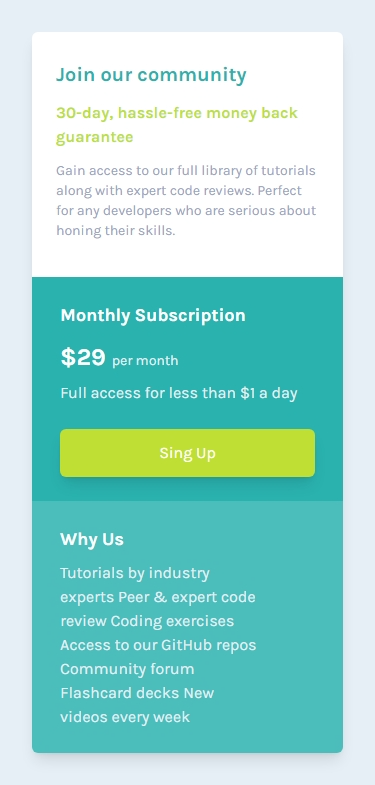 Join our community
30-day, hassle-free money back
guarantee
Gain access to our full library of tutorials
along with expert code reviews. Perfect
for any developers who are serious about
honing their skills.
Monthly Subscription
$29 per month
Full access for less than $1 a day
Sing Up
Why Us
Tutorials by industry
experts Peer & expert code
review Coding exercises
Access to our GitHub repos
Community forum
Flashcard decks New
videos every week